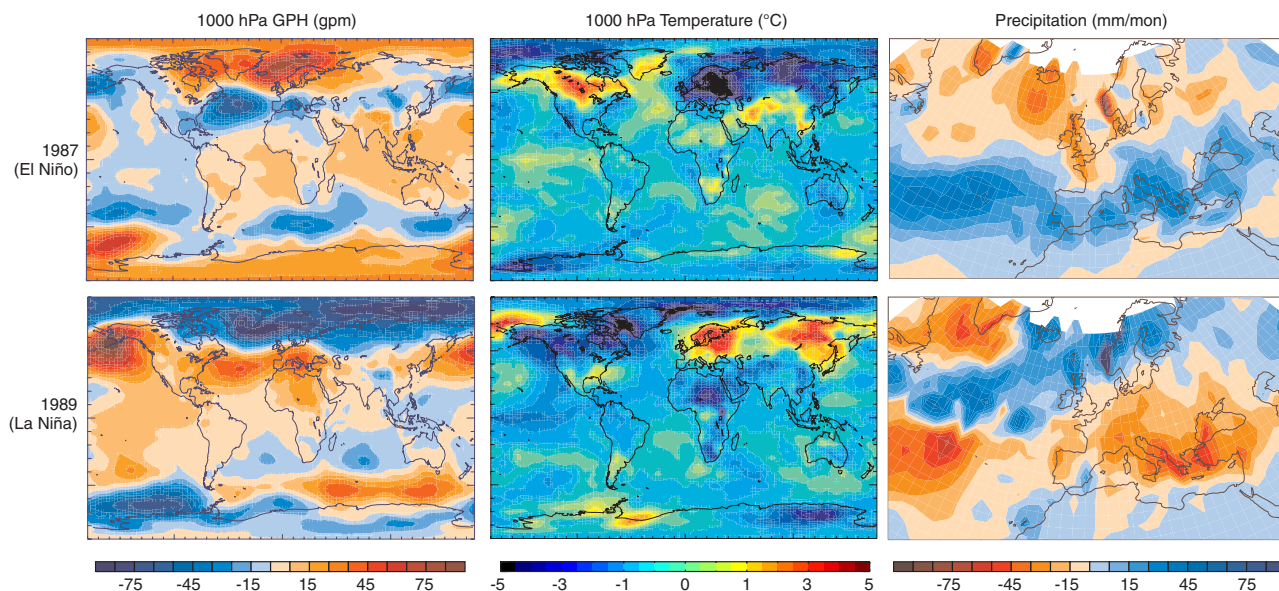 1000 hPa GPH (gpm)
1000 hPa Temperature (°C)
Precipitation (mm/mon)
1987
(El Niño)
1989
(La Niña)
-75 -45 -15 15 45 75
-5 -3 -1 0 1 3 5
-75 -45 -15 15 45 75